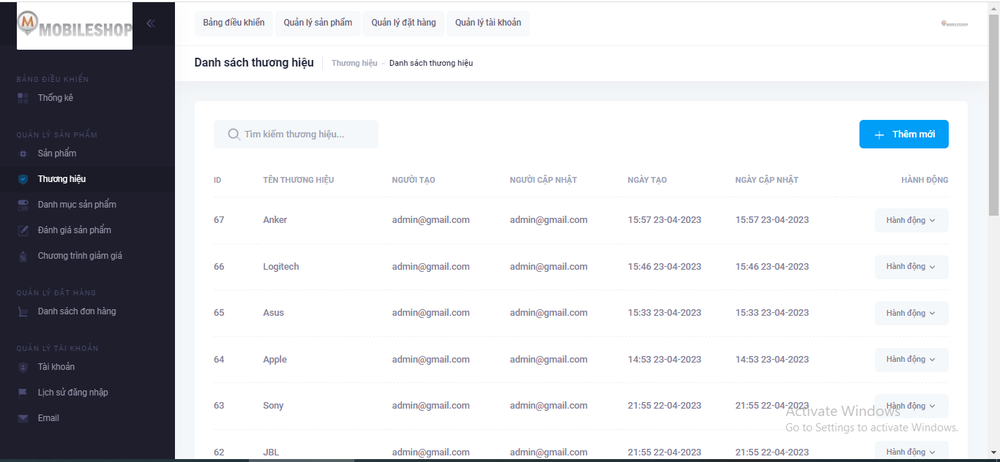 MOBILESHOP
Bảng điều khiển Quản lý sản phẩm Quản lý đặt hàng Quản lý tài khoản
MOBILESHOP
Danh sách thương hiệu Thương hiệu - Danh sách thương hiệu
BẢNG ĐIỀU KHIỂN
Thống kê
QUẢN LÝ SẢN PHẨM
Sản phẩm
Thương hiệu
Danh mục sản phẩm
Đánh giá sản phẩm
Chương trình giảm giá
QUẢN LÝ ĐẶT HÀNG
Danh sách đơn hàng
QUẢN LÝ TÀI KHOẢN
Tài khoản
Lịch sử đăng nhập
Email
Tìm kiếm thương hiệu...
Thêm mới
ID TÊN THƯƠNG HIỆU NGƯỜI TẠO NGƯỜI CẬP NHẬT NGÀY TẠO NGÀY CẬP NHẬT HÀNH ĐỘNG
67 Anker admin@gmail.com admin@gmail.com 15:57 23-04-2023 15:57 23-04-2023 Hành động
66 Logitech admin@gmail.com admin@gmail.com 15:46 23-04-2023 15:46 23-04-2023 Hành động
65 Asus admin@gmail.com admin@gmail.com 15:33 23-04-2023 15:33 23-04-2023 Hành động
64 Apple admin@gmail.com admin@gmail.com 14:53 23-04-2023 14:53 23-04-2023 Hành động
63 Sony admin@gmail.com admin@gmail.com 21:55 22-04-2023 21:55 22-04-2023 Hành động
62 JBL admin@gmail.com admin@gmail.com 21:55 22-04-2023 21:55 22-04-2023 Hành động
Activate Windows
Go to Settings to activate Windows.